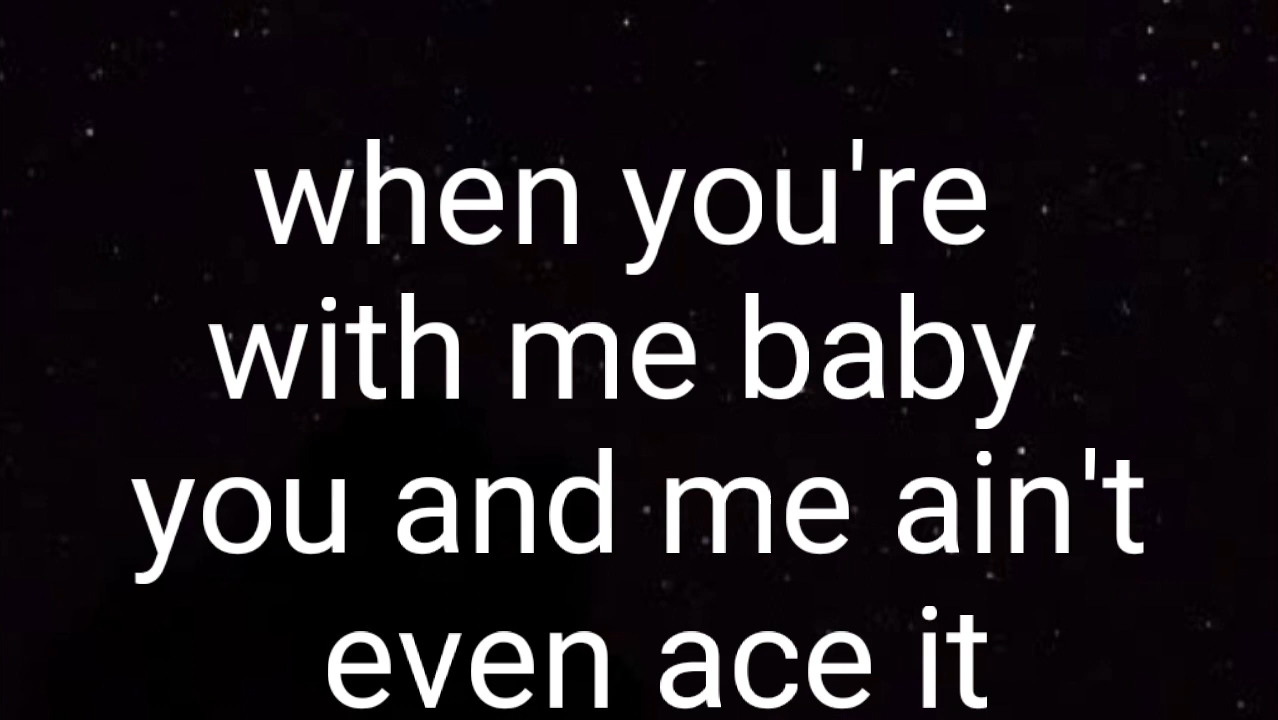 when you're
with me baby
you and me ain't
even ace it